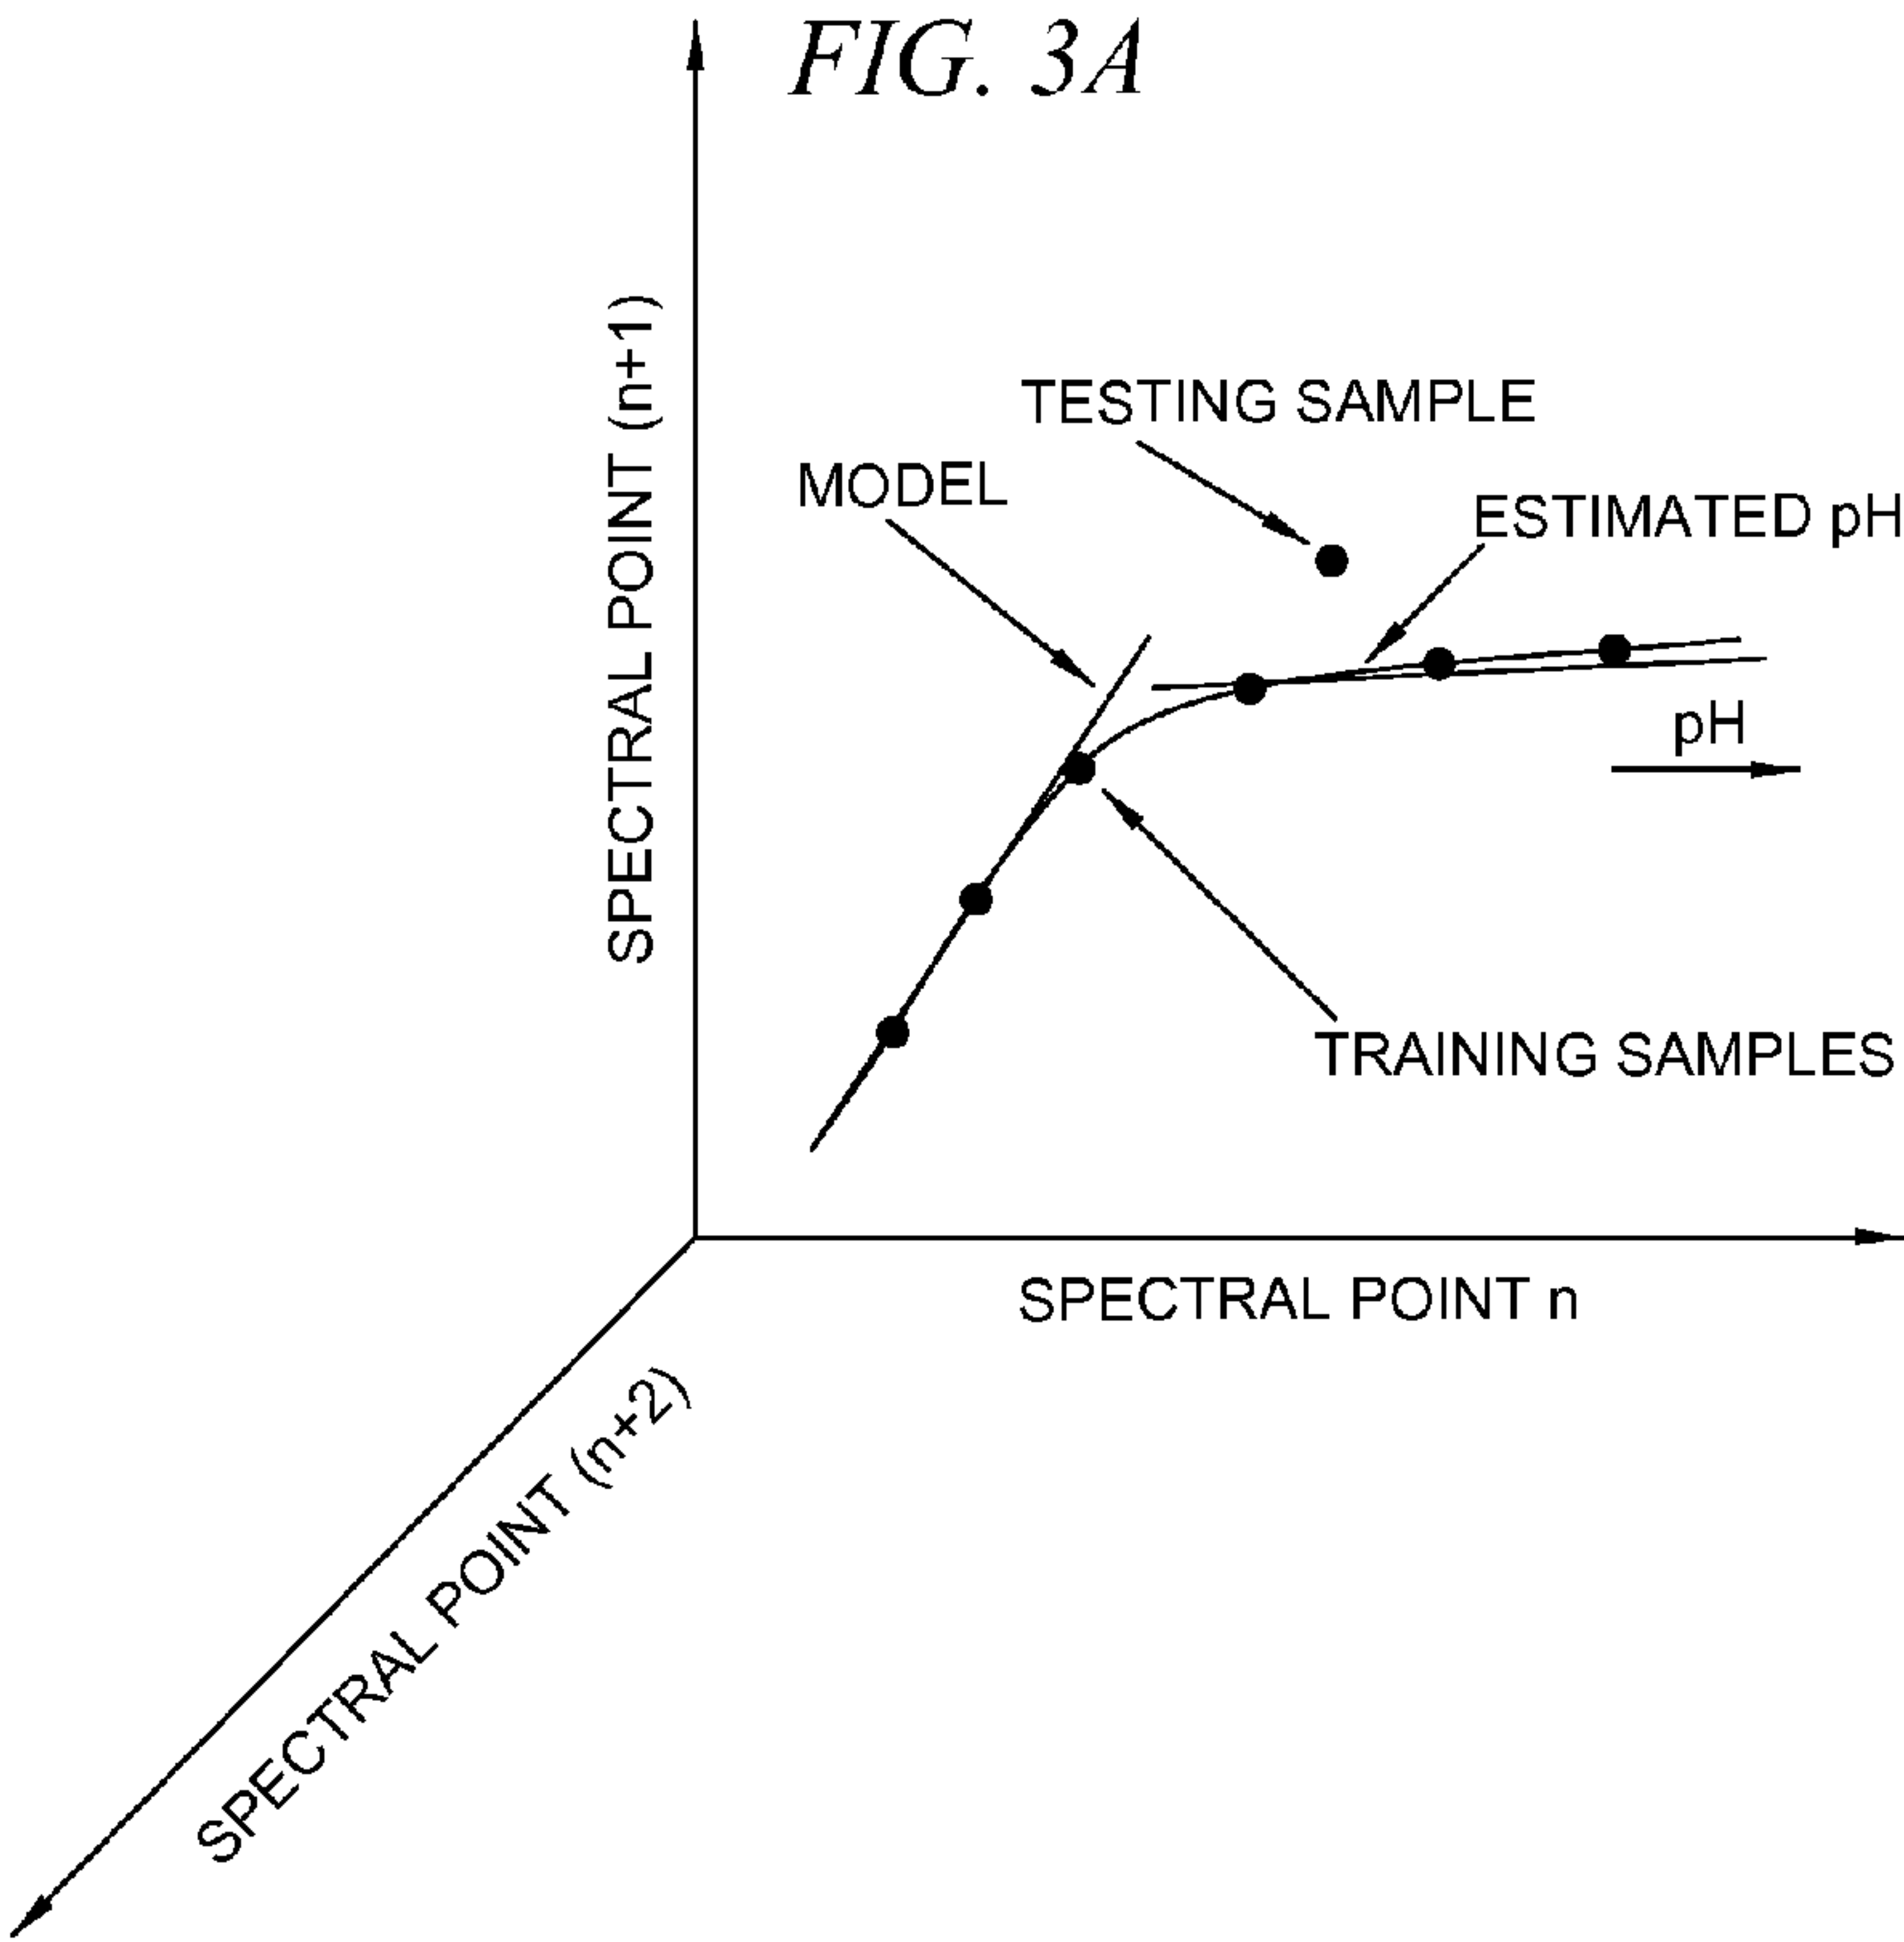 FIG. 3A
SPECTRAL POINT (n+1)
TESTING SAMPLE
MODEL
ESTIMATED pH
pH
TRAINING SAMPLES
SPECTRAL POINT n
SPECTRAL POINT (n+2)